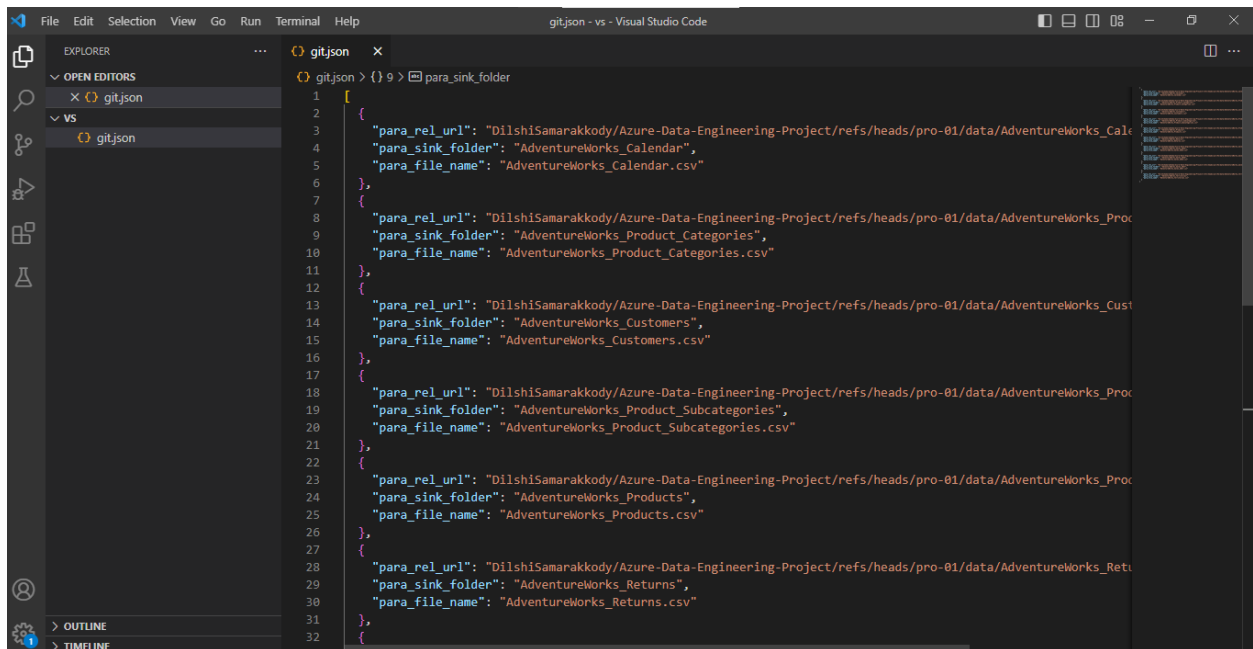 File Edit Selection View Go Run Terminal Help
git.json - vs - Visual Studio Code
EXPLORER
OPEN EDITORS
git.json
VS
git.json
OUTLINE
TIMELINE
1
git.json
git.json > {} 9 > para_sink_folder
1 [
2 {
3 "para_rel_url": "DilshiSamarakkody/Azure-Data-Engineering-Project/refs/heads/pro-01/data/AdventureWorks_Cale
4 "para_sink_folder": "AdventureWorks_Calendar",
5 "para_file_name": "AdventureWorks_Calendar.csv"
6 },
7 {
8 "para_rel_url": "DilshiSamarakkody/Azure-Data-Engineering-Project/refs/heads/pro-01/data/AdventureWorks_Proc
9 "para_sink_folder": "AdventureWorks_Product_Categories",
10 "para_file_name": "AdventureWorks_Product_Categories.csv"
11 },
12 {
13 "para_rel_url": "DilshiSamarakkody/Azure-Data-Engineering-Project/refs/heads/pro-01/data/AdventureWorks_Cust
14 "para_sink_folder": "AdventureWorks_Customers",
15 "para_file_name": "AdventureWorks_Customers.csv"
16 },
17 {
18 "para_rel_url": "DilshiSamarakkody/Azure-Data-Engineering-Project/refs/heads/pro-01/data/AdventureWorks_Proc
19 "para_sink_folder": "AdventureWorks_Product_Subcategories",
20 "para_file_name": "AdventureWorks_Product_Subcategories.csv"
21 },
22 {
23 "para_rel_url": "DilshiSamarakkody/Azure-Data-Engineering-Project/refs/heads/pro-01/data/AdventureWorks_Proc
24 "para_sink_folder": "AdventureWorks_Products",
25 "para_file_name": "AdventureWorks_Products.csv"
26 },
27 {
28 "para_rel_url": "DilshiSamarakkody/Azure-Data-Engineering-Project/refs/heads/pro-01/data/AdventureWorks_Retu
29 "para_sink_folder": "AdventureWorks_Returns",
30 "para_file_name": "AdventureWorks_Returns.csv"
31 },
32 {